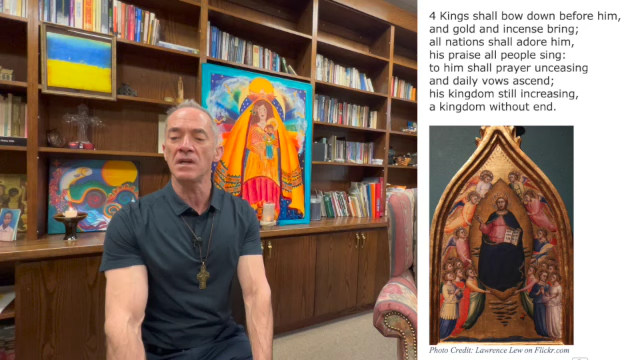 4 Kings shall bow down before him,
and gold and incense bring;
all nations shall adore him,
his praise all people sing:
to him shall prayer unceasing
and daily vows ascend;
his kingdom still increasing,
a kingdom without end.
Photo Credit: Lawrence Lew on Flickr.com